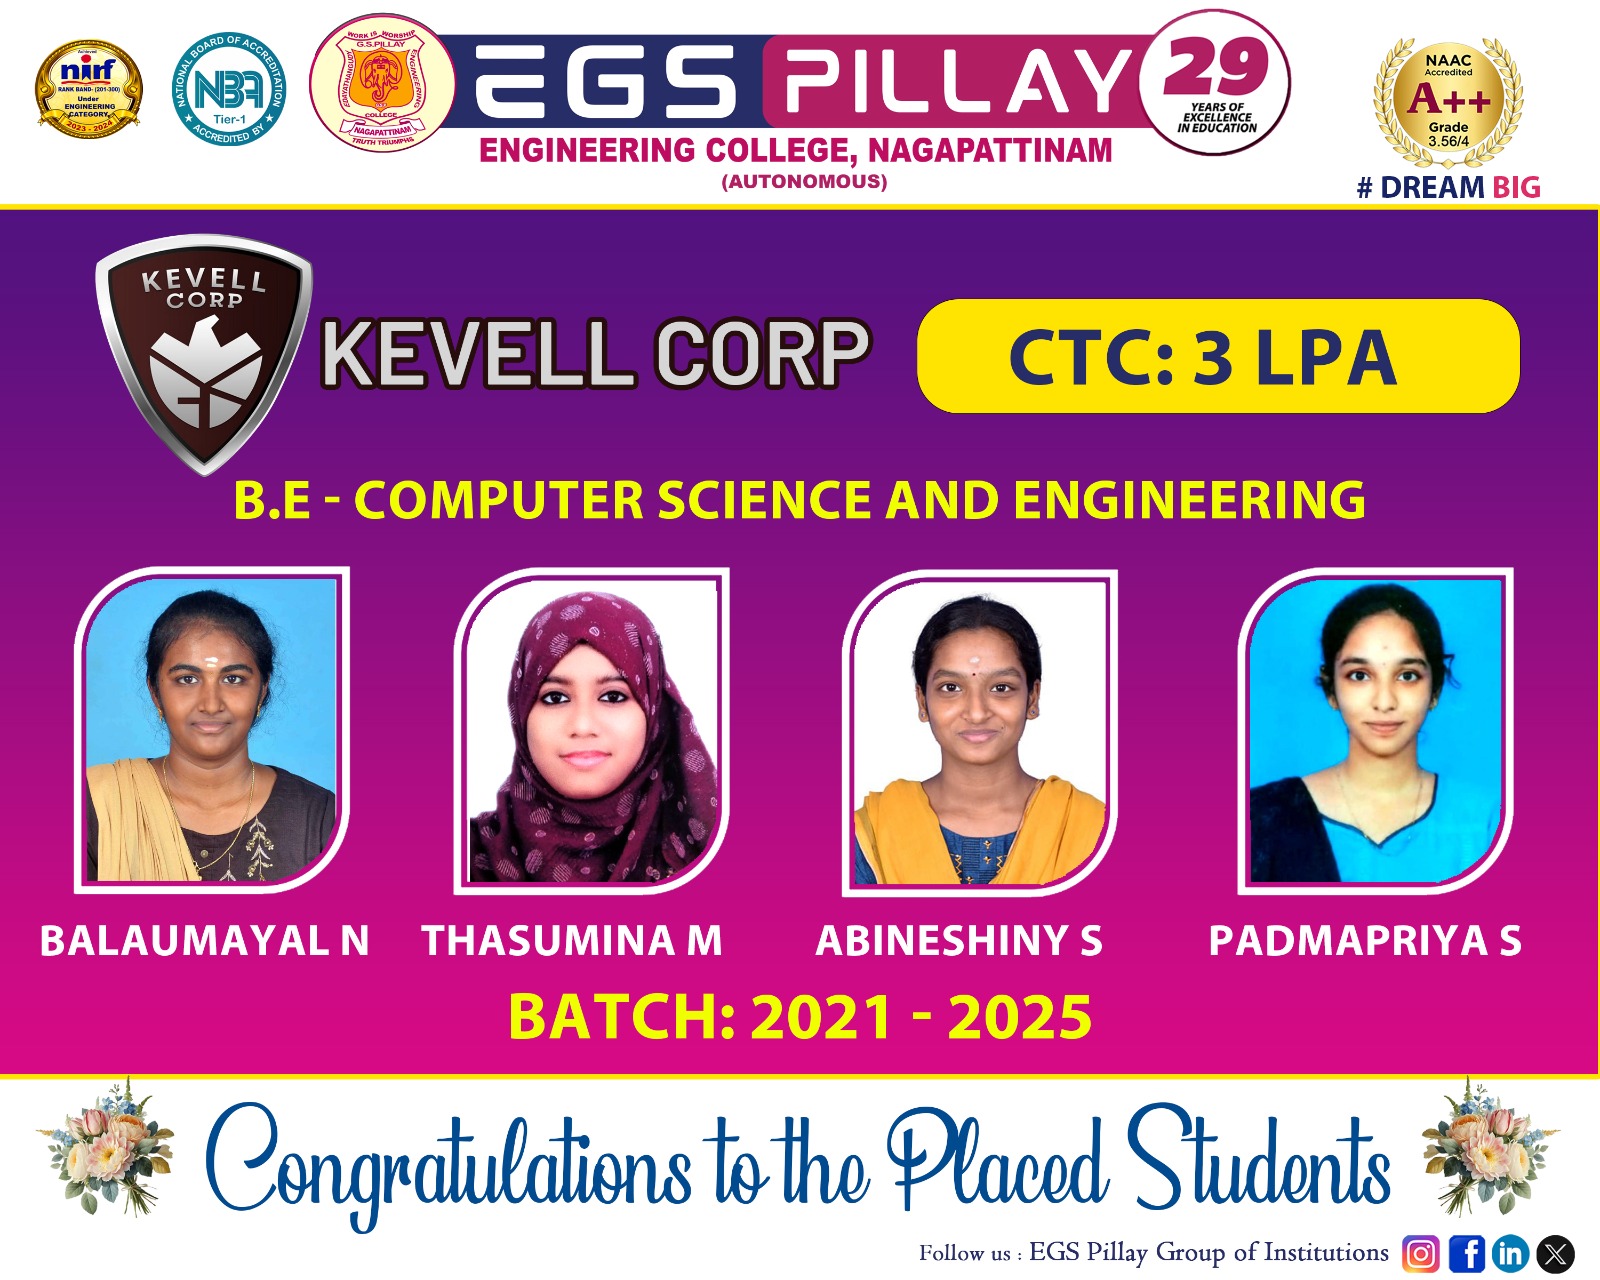 Achieved
nirf
RANK BAND- (201-300)
Under
ENGINEERING
CATEGORY
2023 - 2024
NATIONAL BOARD OF ACCREDITATION
NBA
Tier-1
ACCREDITED BY
WORK IS WORSHIP
G.S.PILLAY
EDAYATHANGUDI
ENGINEERING
COLLEGE
NAGAPATTINAM
TRUTH TRIUMPHS
EGS PILLAY
ENGINEERING COLLEGE, NAGAPATTINAM
(AUTONOMOUS)
29
YEARS OF
EXCELLENCE
IN EDUCATION
NAAC
Accredited
A++
Grade
3.56/4
# DREAM BIG
KEVELL
CORP
KEVELL CORP
CTC: 3 LPA
B.E - COMPUTER SCIENCE AND ENGINEERING
BALAUMAYAL N
THASUMINA M
ABINESHINY S
PADMAPRIYA S
BATCH: 2021 - 2025
Congratulations to the Placed Students
Follow us : EGS Pillay Group of Institutions